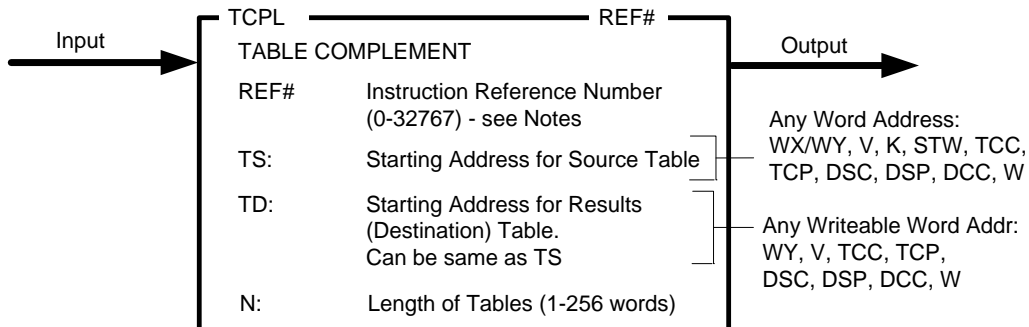 TCPL REF#
Input
TABLE COMPLEMENT
Output
REF# Instruction Reference Number
(0-32767) - see Notes
TS: Starting Address for Source Table
Any Word Address:
WX/WY, V, K, STW, TCC,
TCP, DSC, DSP, DCC, W
TD: Starting Address for Results
(Destination) Table.
Can be same as TS
Any Writeable Word Addr:
WY, V, TCC, TCP,
DSC, DSP, DCC, W
N: Length of Tables (1-256 words)